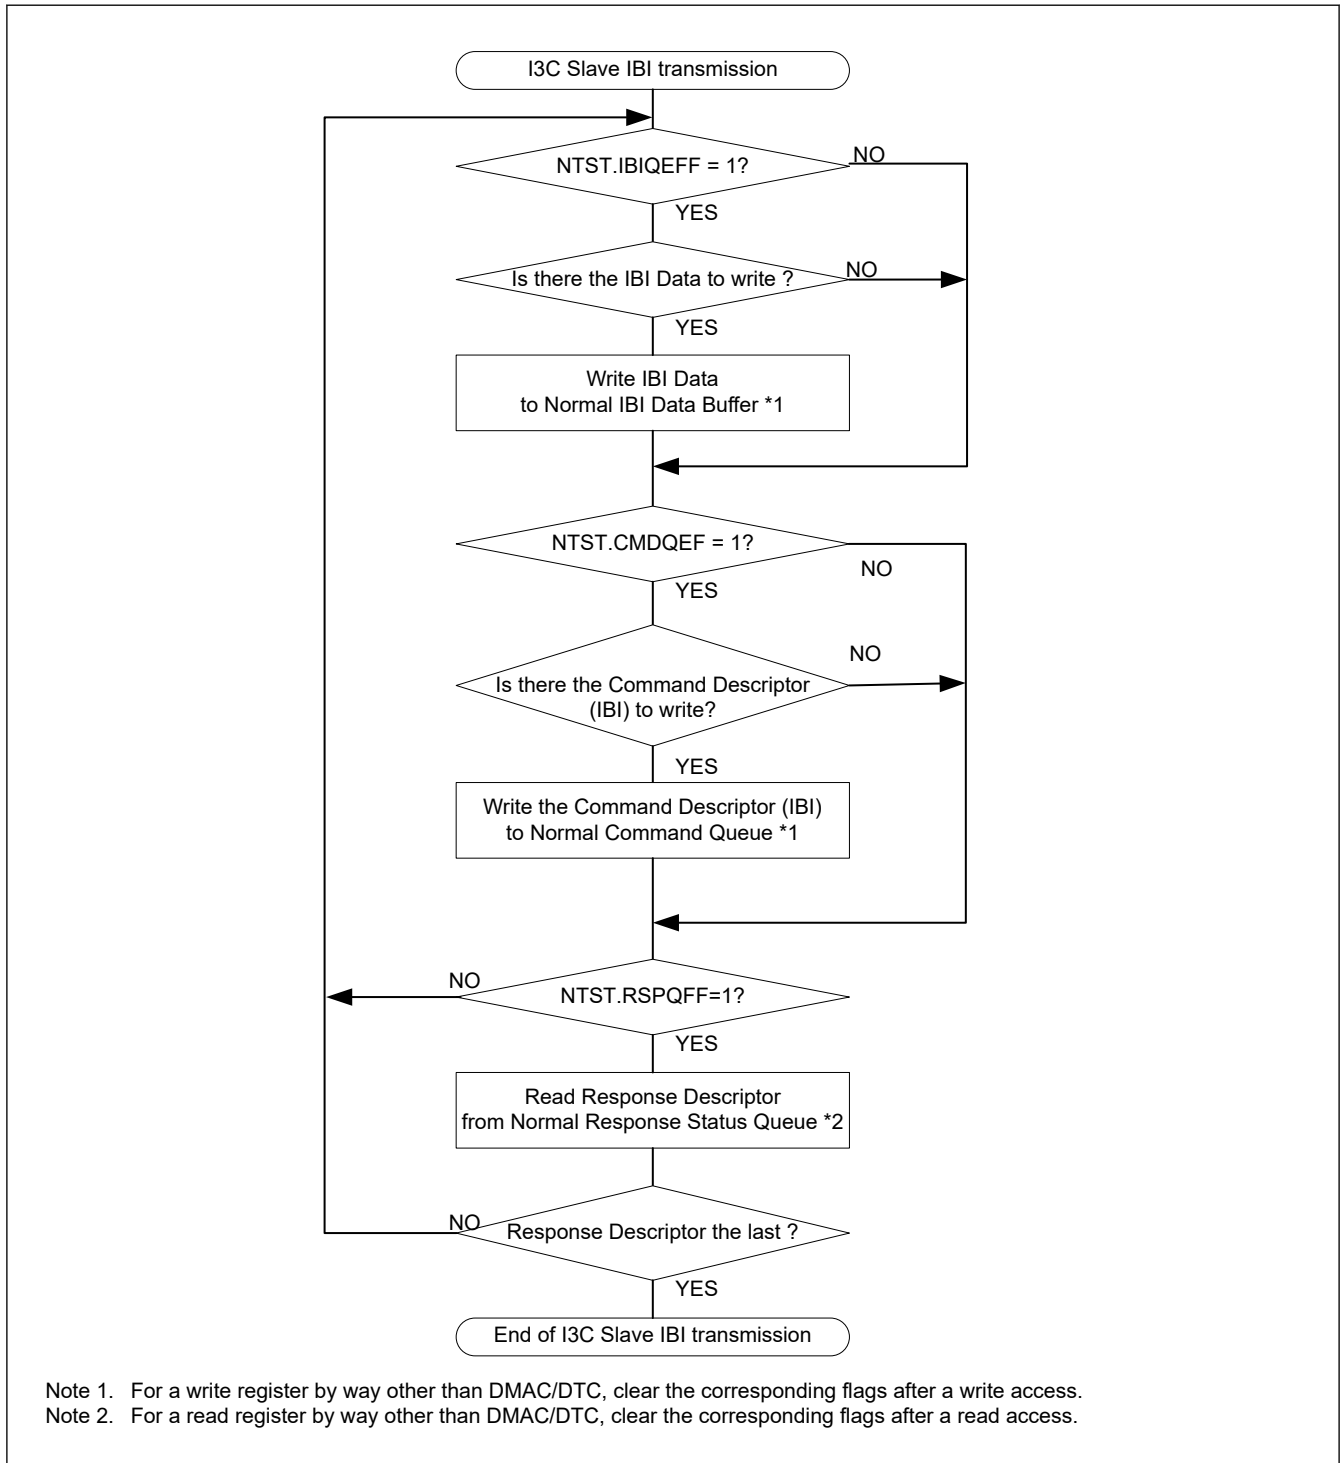 I3C Slave IBI transmission
NTST.IBIQEFF = 1?
NO
YES
Is there the IBI Data to write ?
NO
YES
Write IBI Data
to Normal IBI Data Buffer *1
NTST.CMDQEF = 1?
NO
YES
NO
Is there the Command Descriptor
(IBI) to write?
YES
Write the Command Descriptor (IBI)
to Normal Command Queue *1
NO
NTST.RSPQFF=1?
YES
Read Response Descriptor
from Normal Response Status Queue *2
NO
Response Descriptor the last ?
YES
End of I3C Slave IBI transmission
Note 1. For a write register by way other than DMAC/DTC, clear the corresponding flags after a write access.
Note 2. For a read register by way other than DMAC/DTC, clear the corresponding flags after a read access.